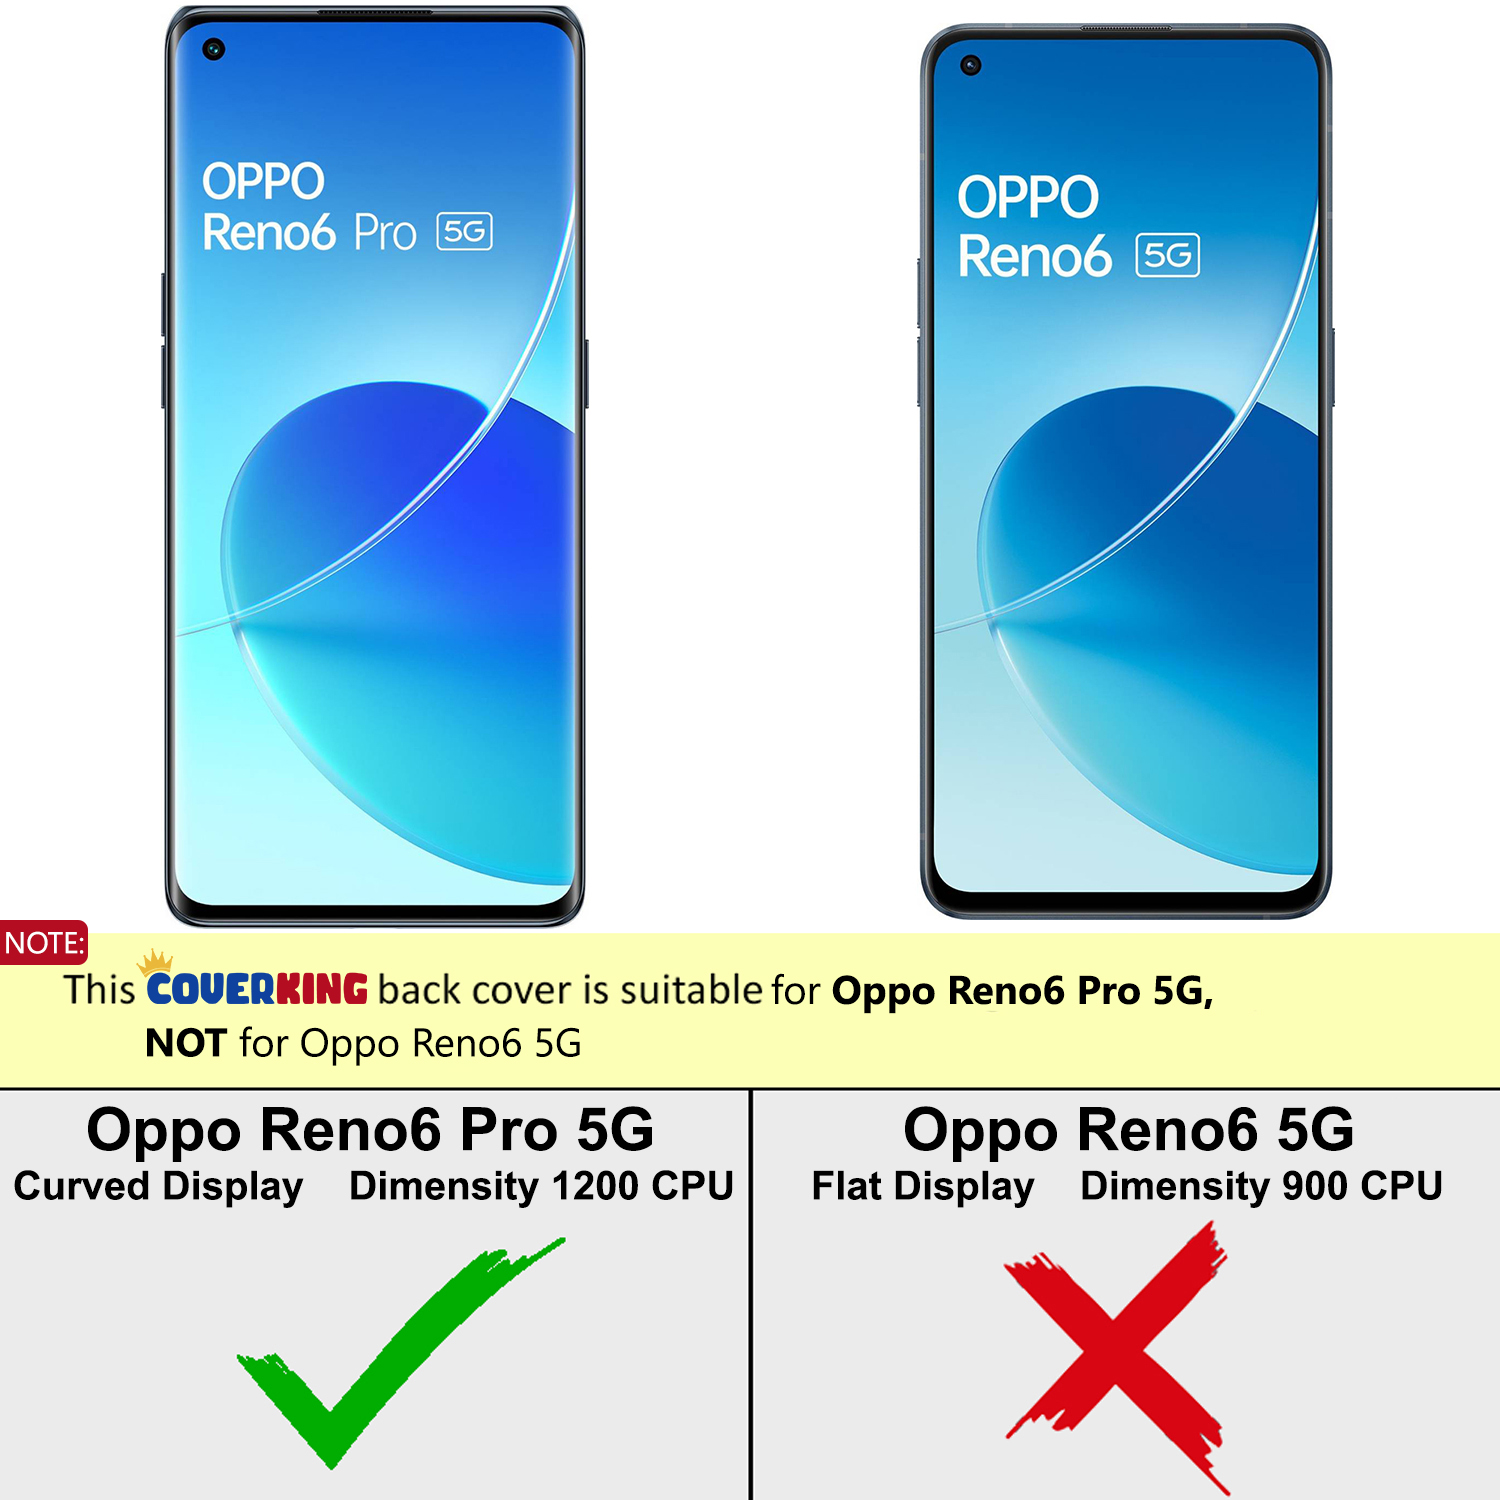 OPPO
Reno6 Pro 5G
OPPO
Reno6 5G
NOTE:
This COVERKING back cover is suitable for Oppo Reno6 Pro 5G,
NOT for Oppo Reno6 5G
Oppo Reno6 Pro 5G
Curved Display Dimensity 1200 CPU
Oppo Reno6 5G
Flat Display Dimensity 900 CPU